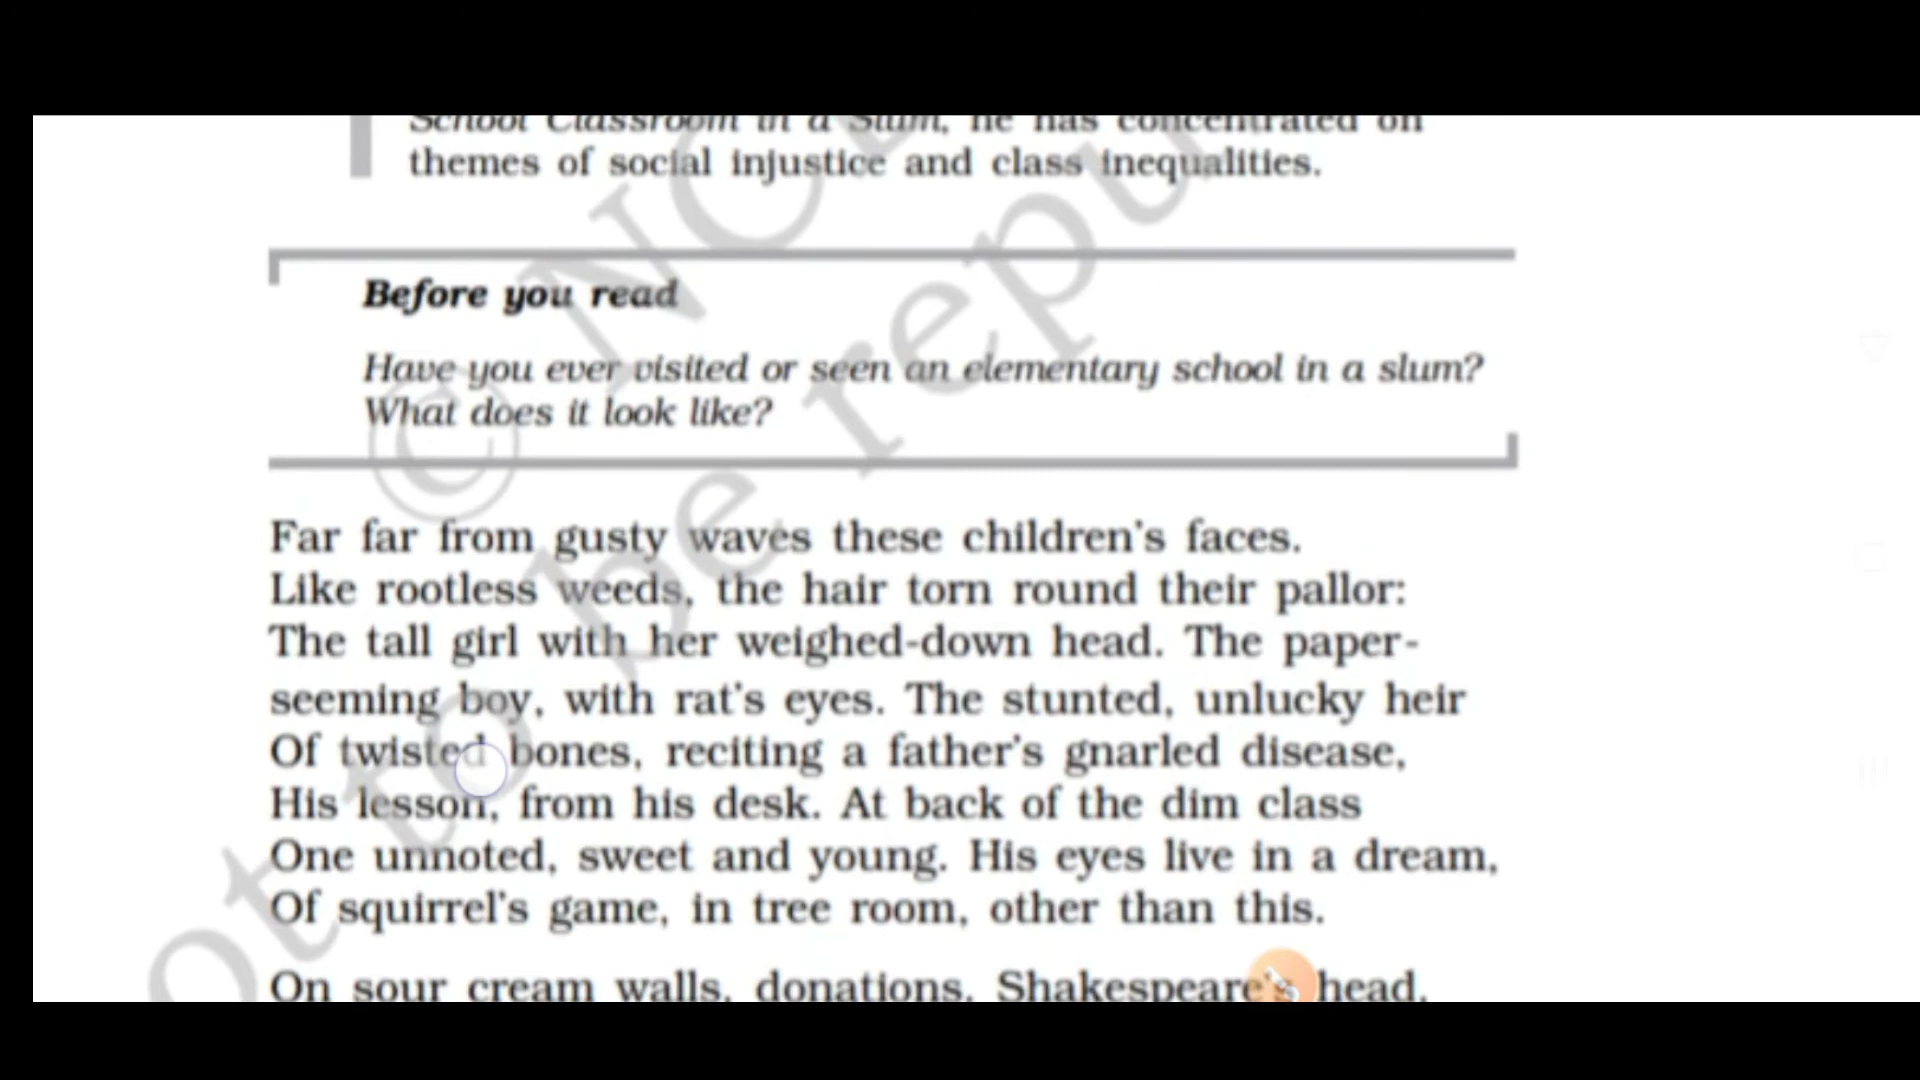 School Classroom in a Slum, he has concentrated on
themes of social injustice and class inequalities.
Before you read
Have you ever visited or seen an elementary school in a slum?
What does it look like?
Far far from gusty waves these children's faces.
Like rootless weeds, the hair torn round their pallor:
The tall girl with her weighed-down head. The paper-
seeming boy, with rat's eyes. The stunted, unlucky heir
Of twisted bones, reciting a father's gnarled disease,
His lesson, from his desk. At back of the dim class
One unnoted, sweet and young. His eyes live in a dream,
Of squirrel's game, in tree room, other than this.
On sour cream walls, donations. Shakespeare's head,
© NC
ot to be repu